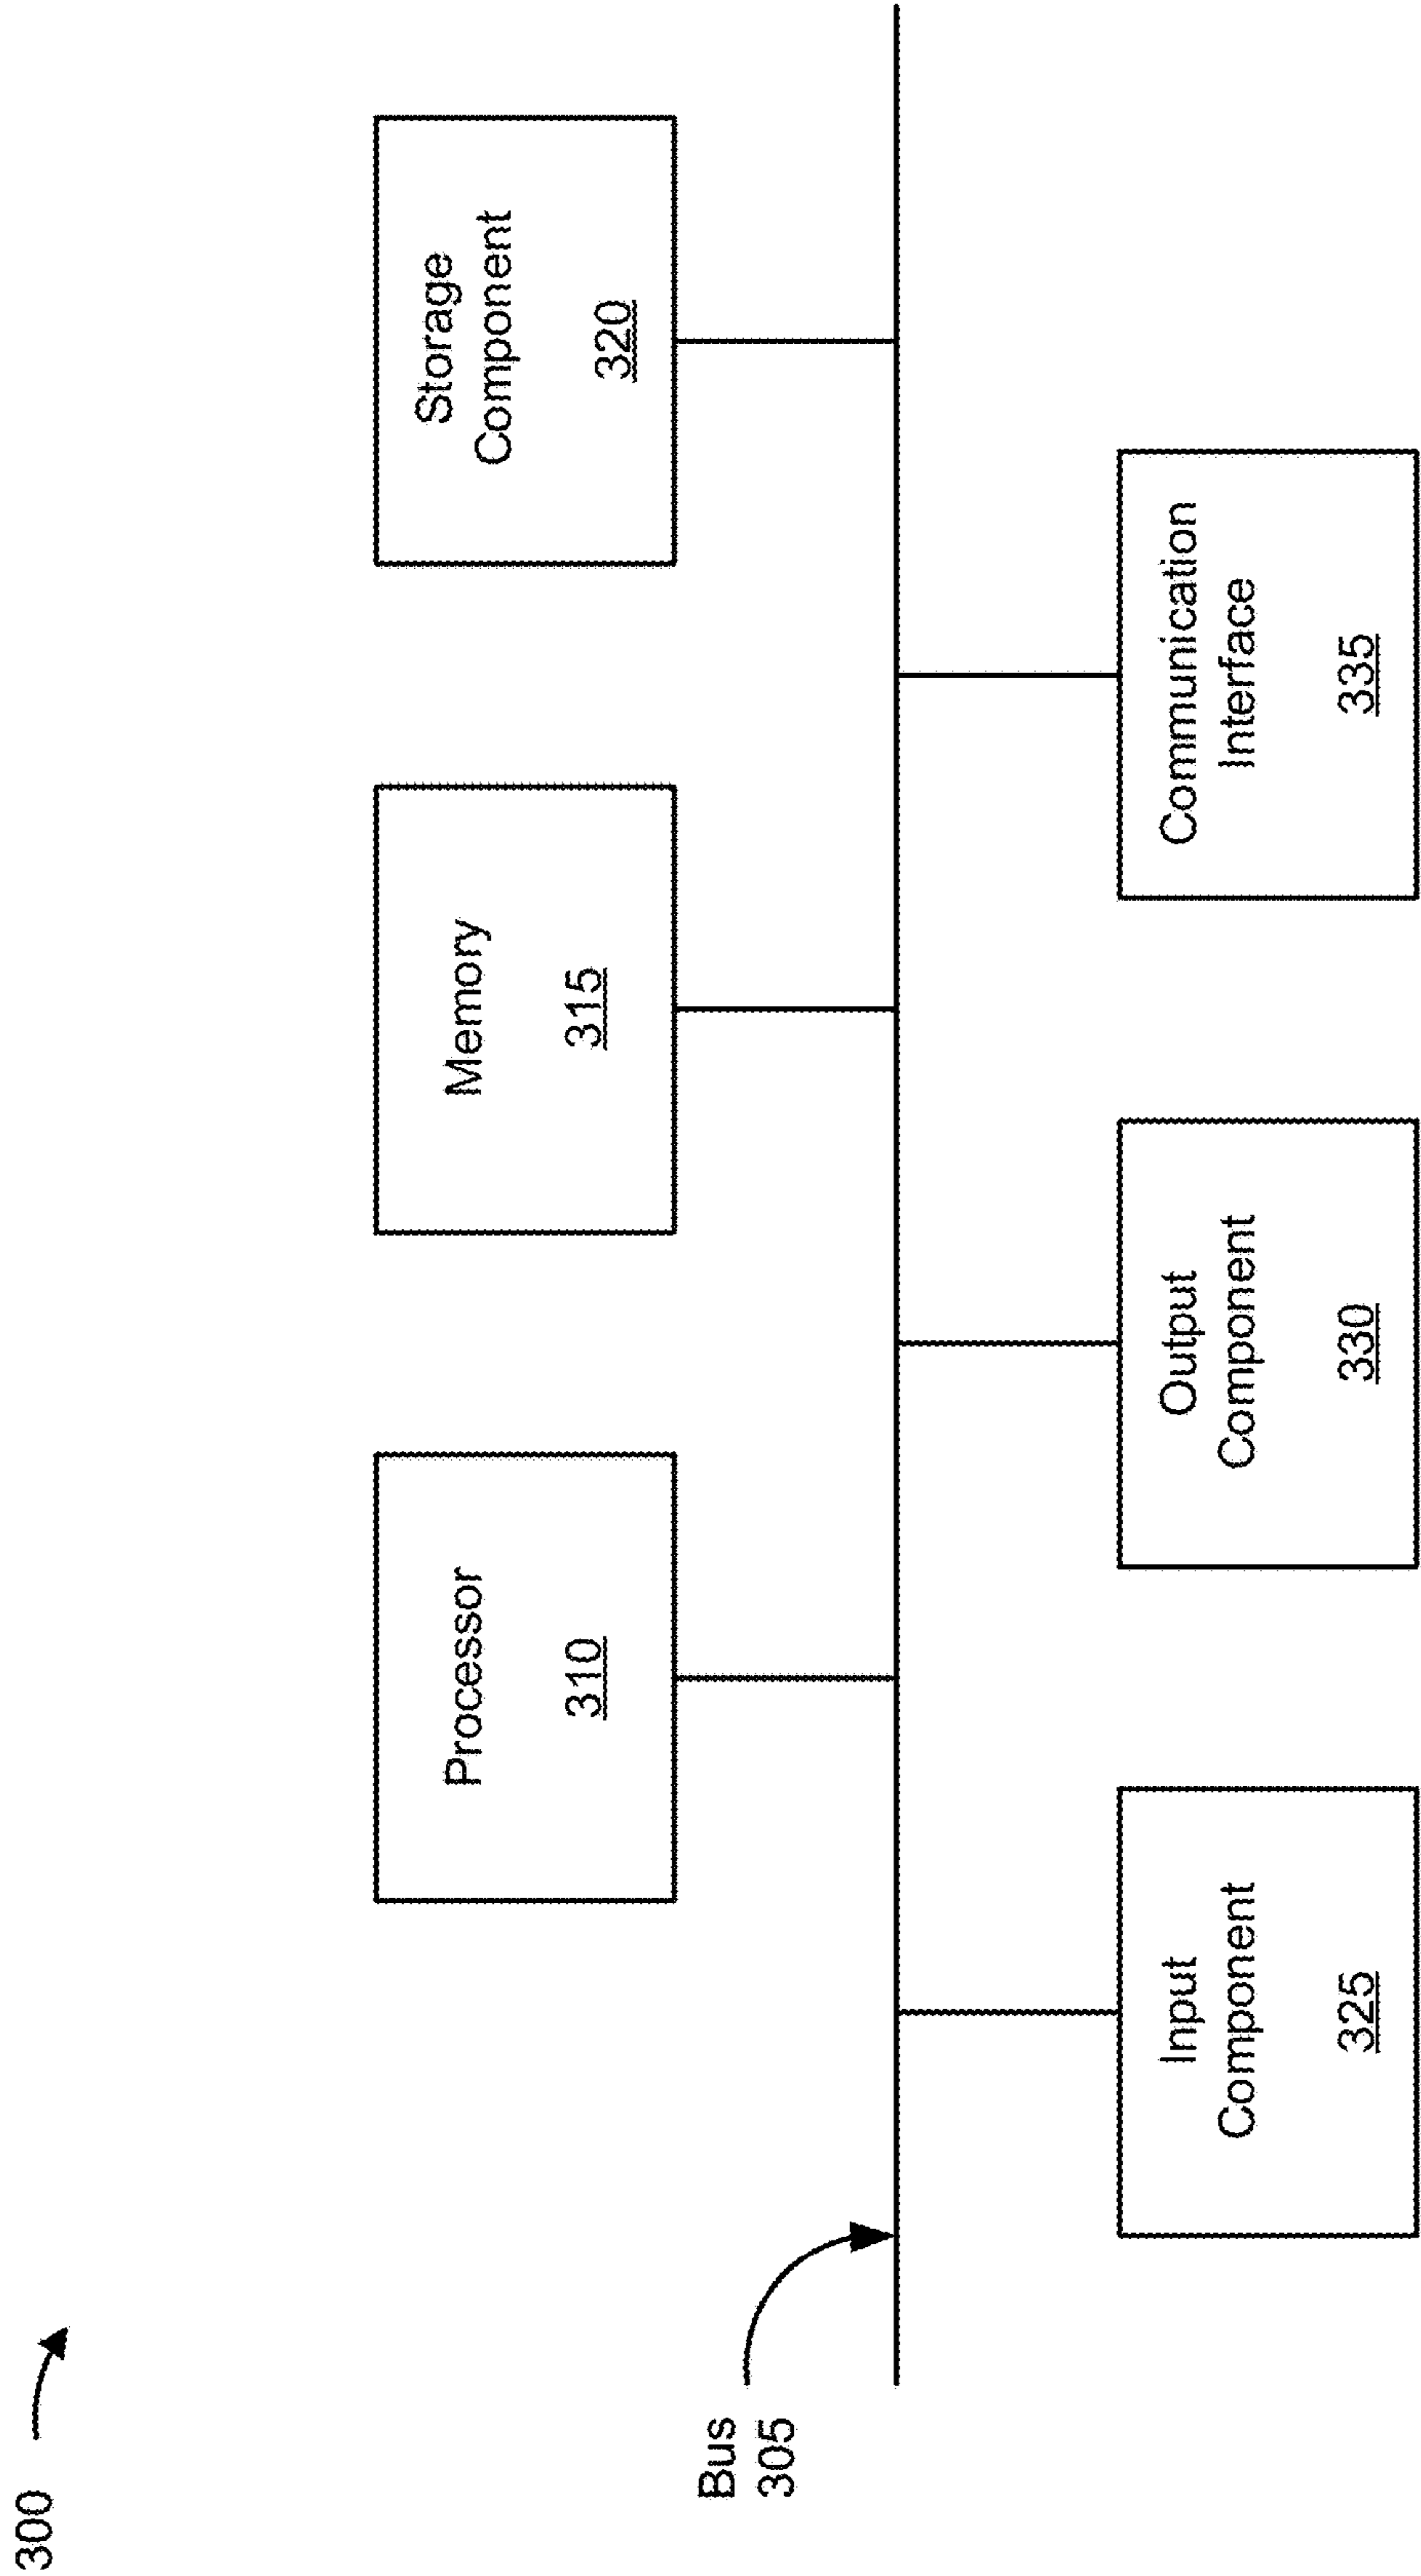 300
Processor
310
Memory
315
Storage
Component
320
Bus
305
Input
Component
325
Output
Component
330
Communication
Interface
335